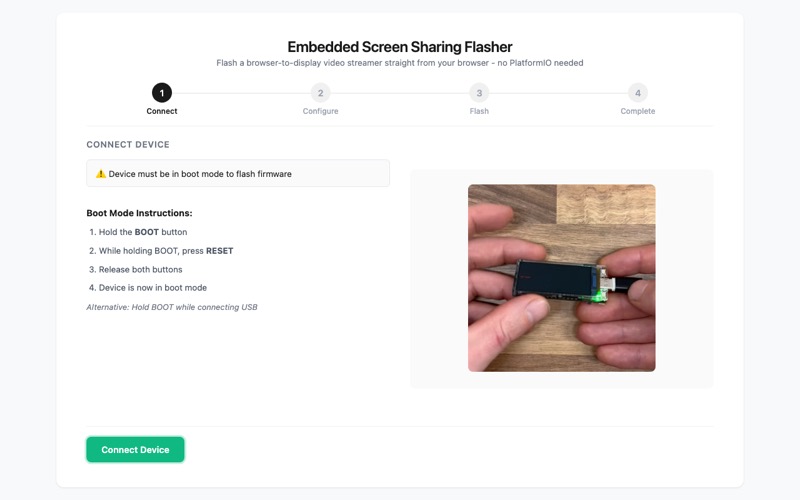 Embedded Screen Sharing Flasher
Flash a browser-to-display video streamer straight from your browser - no PlatformIO needed
1
2
3
4
Connect
Configure
Flash
Complete
CONNECT DEVICE
⚠️ Device must be in boot mode to flash firmware
Boot Mode Instructions:
1. Hold the BOOT button
2. While holding BOOT, press RESET
3. Release both buttons
4. Device is now in boot mode
Alternative: Hold BOOT while connecting USB
Connect Device